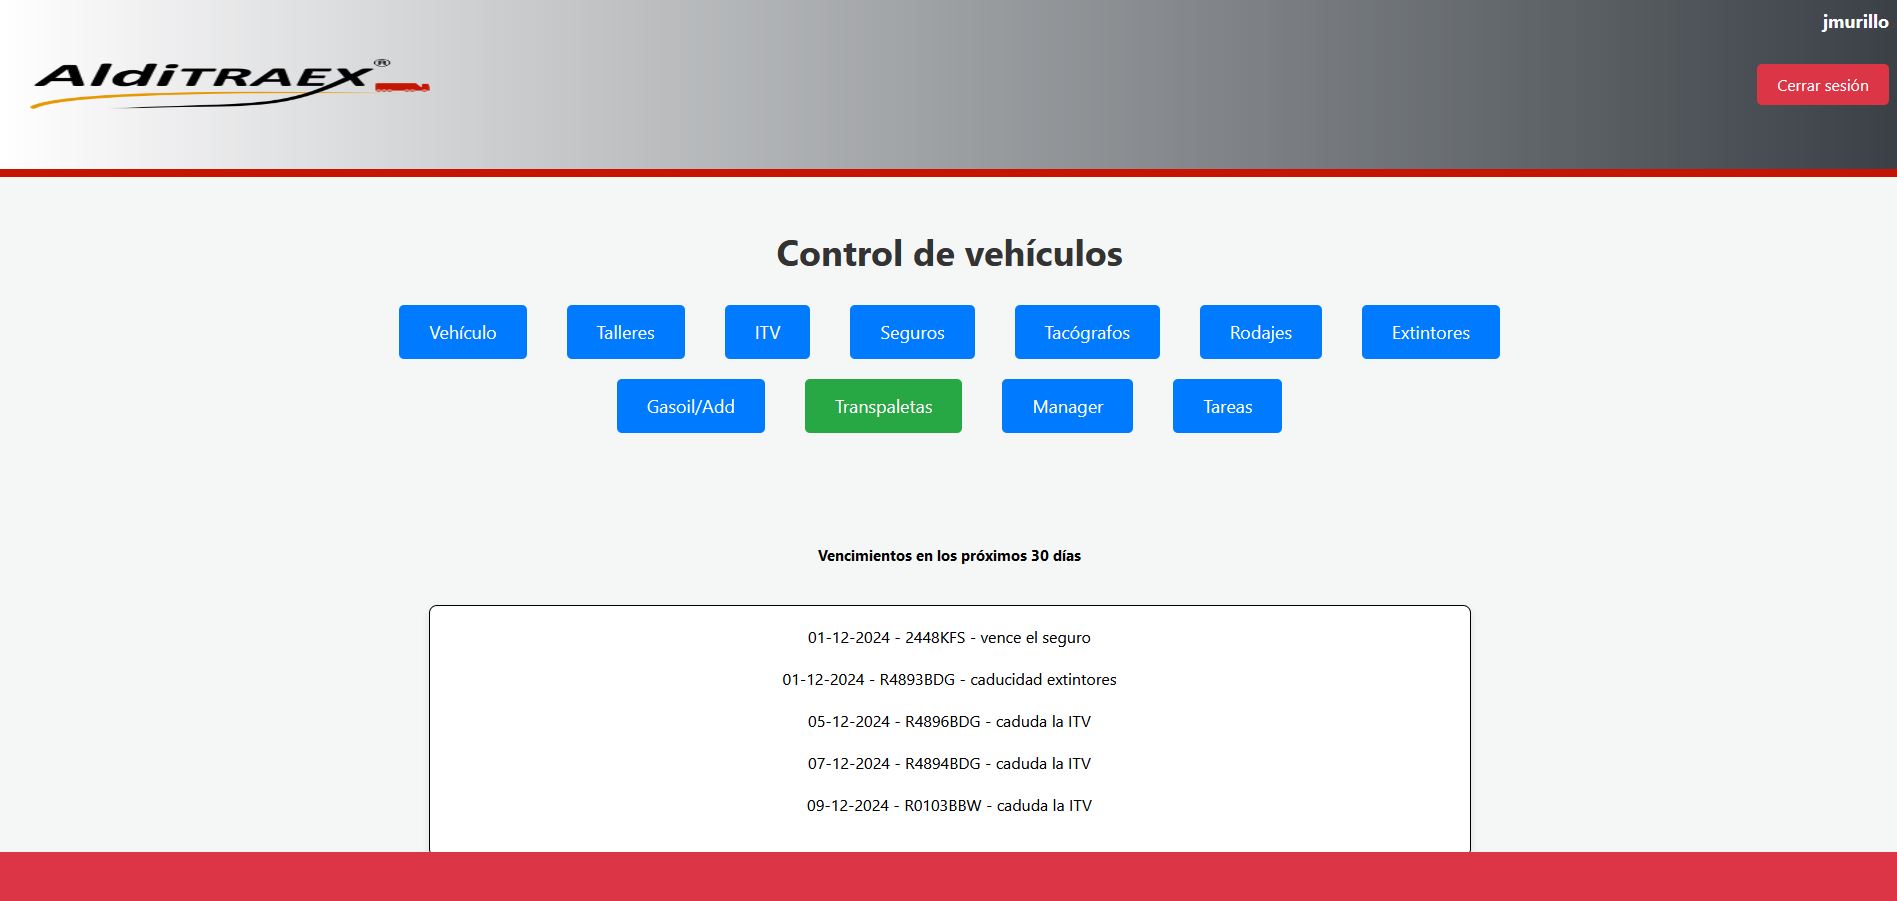 jmurillo
AldiTRAEX®
Cerrar sesión
Control de vehículos
Vehículo Talleres ITV Seguros Tacógrafos Rodajes Extintores
Gasoil/Add Transpaletas Manager Tareas
Vencimientos en los próximos 30 días
01-12-2024 - 2448KFS - vence el seguro
01-12-2024 - R4893BDG - caducidad extintores
05-12-2024 - R4896BDG - caduda la ITV
07-12-2024 - R4894BDG - caduda la ITV
09-12-2024 - R0103BBW - caduda la ITV